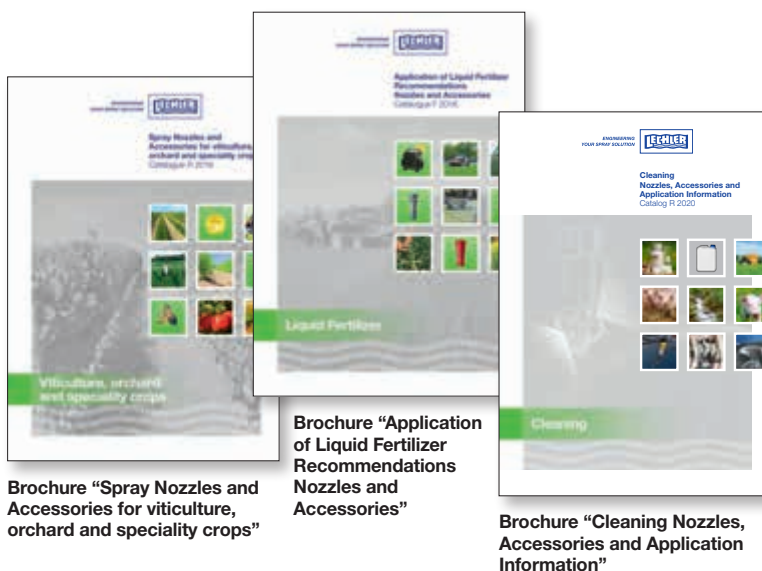 LECHLER
Spray Nozzles and
Accessories for viticulture,
orchard and speciality crop
Viticulture, orchard
and speciality crops
Brochure “Spray Nozzles and
Accessories for viticulture,
orchard and speciality crops”
LECHLER
Application of Liquid Fertilizer
Recommendations
Nozzles and Accessories
Liquid Fertilizer
Brochure “Application
of Liquid Fertilizer
Recommendations
Nozzles and
Accessories”
ENGINEERING
YOUR SPRAY SOLUTION
LECHLER
Cleaning
Nozzles, Accessories and
Application Information
Catalog R 2020
Cleaning
Brochure “Cleaning Nozzles,
Accessories and Application
Information”